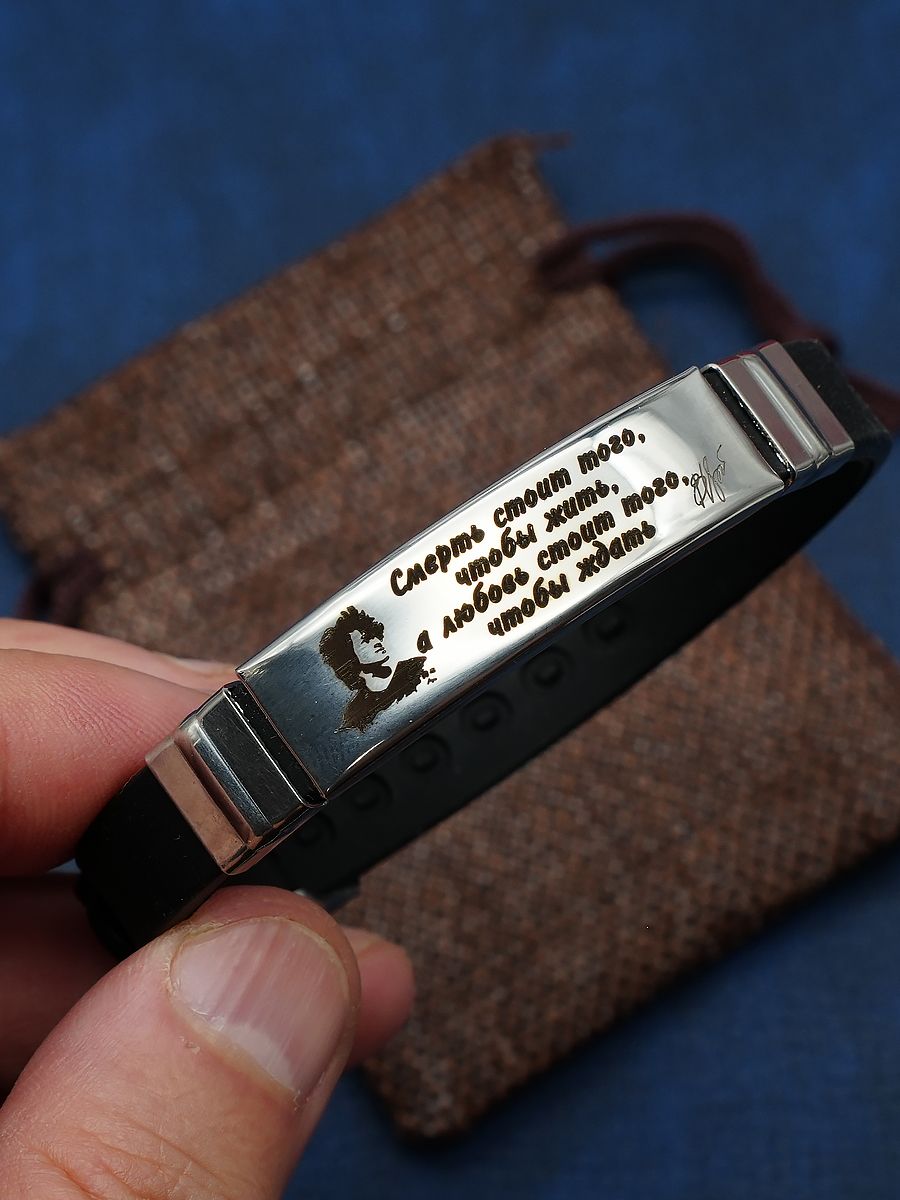 Смерть стоит того,
чтобы жить,
а любовь стоит того,
чтобы ждать